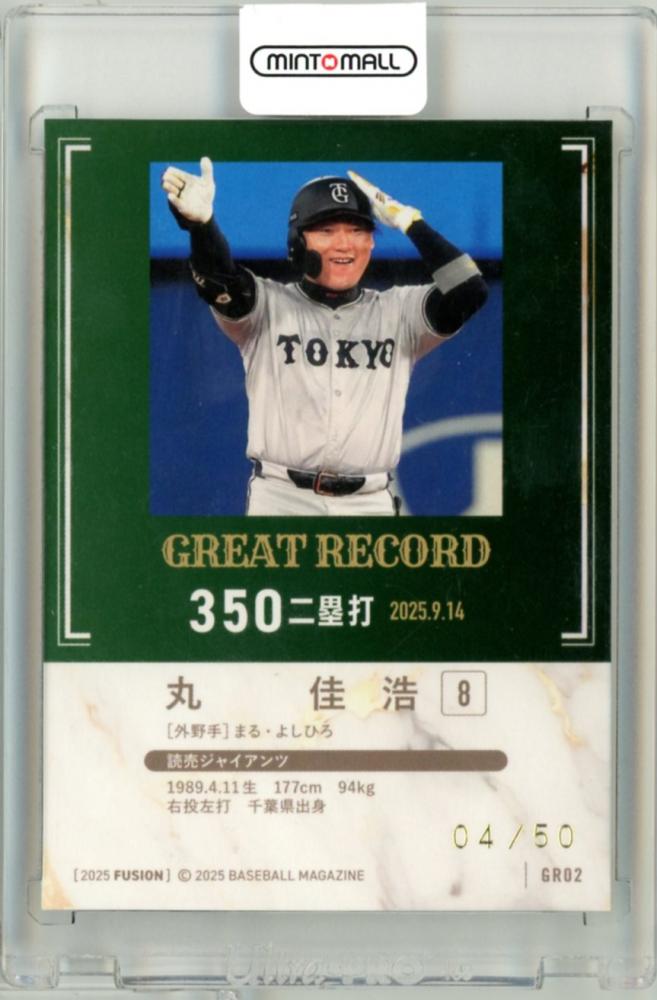 MINTOMALL
TG
TOKYO
GREAT RECORD
350二塁打 2025.9.14
丸 佳浩 8
[外野手]まる・よしひろ
読売ジャイアンツ
1989.4.11生 177cm 94kg
右投左打 千葉県出身
04/50
[2025 FUSION] © 2025 BASEBALL MAGAZINE GR02
Ultra PRO